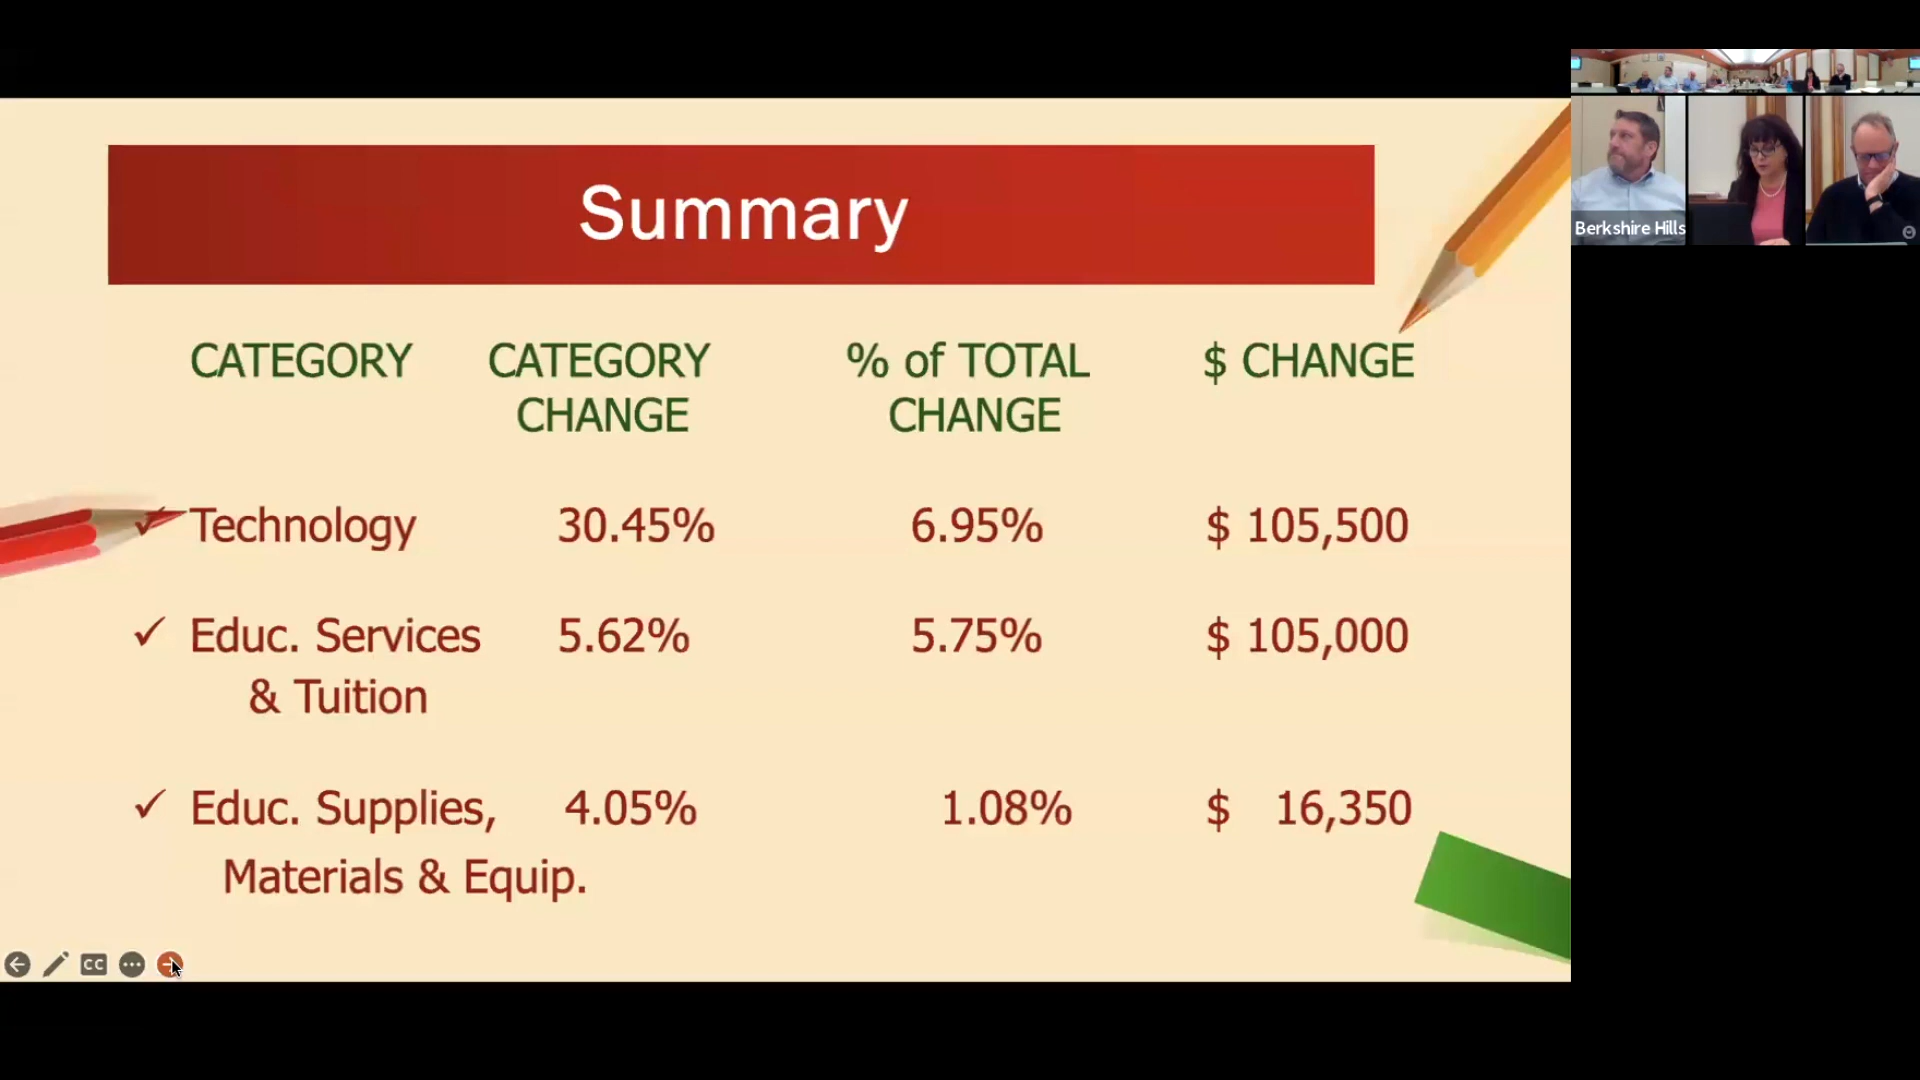 Summary
CATEGORY CATEGORY % of TOTAL $ CHANGE
CHANGE CHANGE
✓ Technology 30.45% 6.95% $ 105,500
✓ Educ. Services 5.62% 5.75% $ 105,000
& Tuition
✓ Educ. Supplies, 4.05% 1.08% $ 16,350
Materials & Equip.
CC
Berkshire Hills